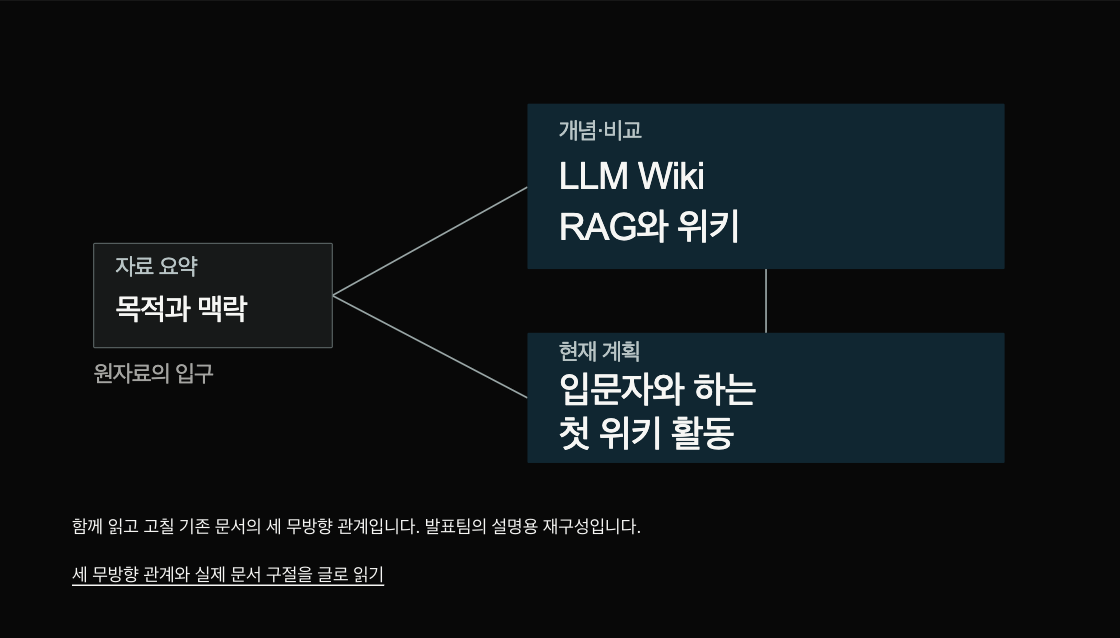 개념·비교
LLM Wiki
RAG와 위키
자료 요약
목적과 맥락
원자료의 입구
현재 계획
입문자와 하는
첫 위키 활동
함께 읽고 고칠 기존 문서의 세 무방향 관계입니다. 발표팀의 설명용 재구성입니다.
세 무방향 관계와 실제 문서 구절을 글로 읽기